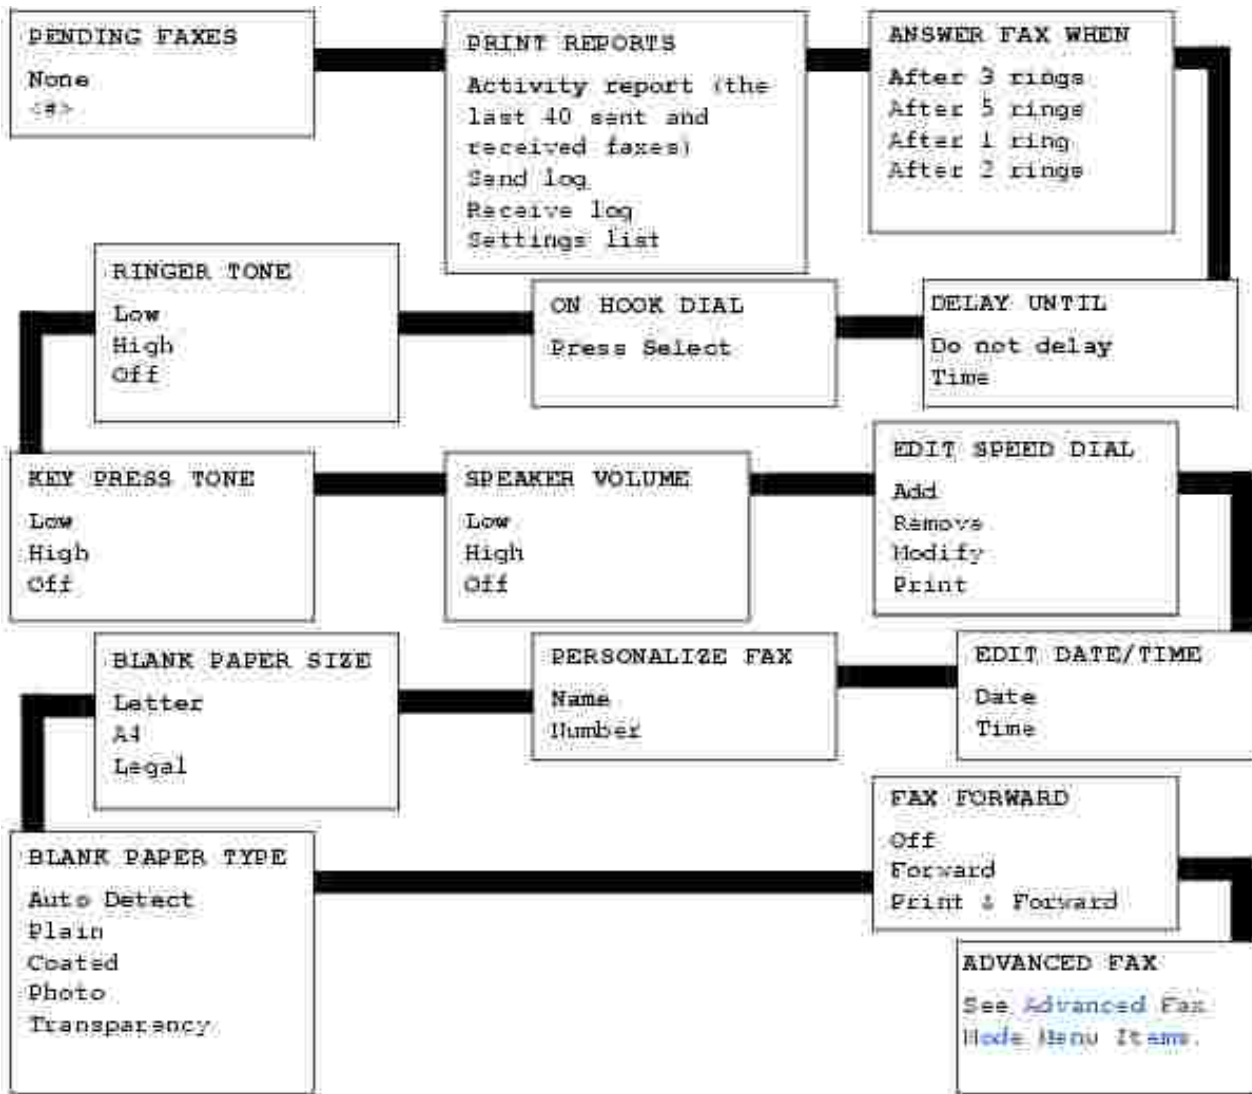 PENDING FAXES
None
<#>
PRINT REPORTS
Activity report (the
last 40 sent and
received faxes)
Send log
Receive log
Settings list
ANSWER FAX WHEN
After 3 rings
After 5 rings
After 1 ring
After 2 rings
DELAY UNTIL
Do not delay
Time
ON HOOK DIAL
Press Select
RINGER TONE
Low
High
Off
KEY PRESS TONE
Low
High
Off
SPEAKER VOLUME
Low
High
Off
EDIT SPEED DIAL
Add
Remove
Modify
Print
EDIT DATE/TIME
Date
Time
PERSONALIZE FAX
Name
Number
BLANK PAPER SIZE
Letter
A4
Legal
BLANK PAPER TYPE
Auto Detect
Plain
Coated
Photo
Transparency
FAX FORWARD
Off
Forward
Print & Forward
ADVANCED FAX
See Advanced Fax
Mode Menu Items.